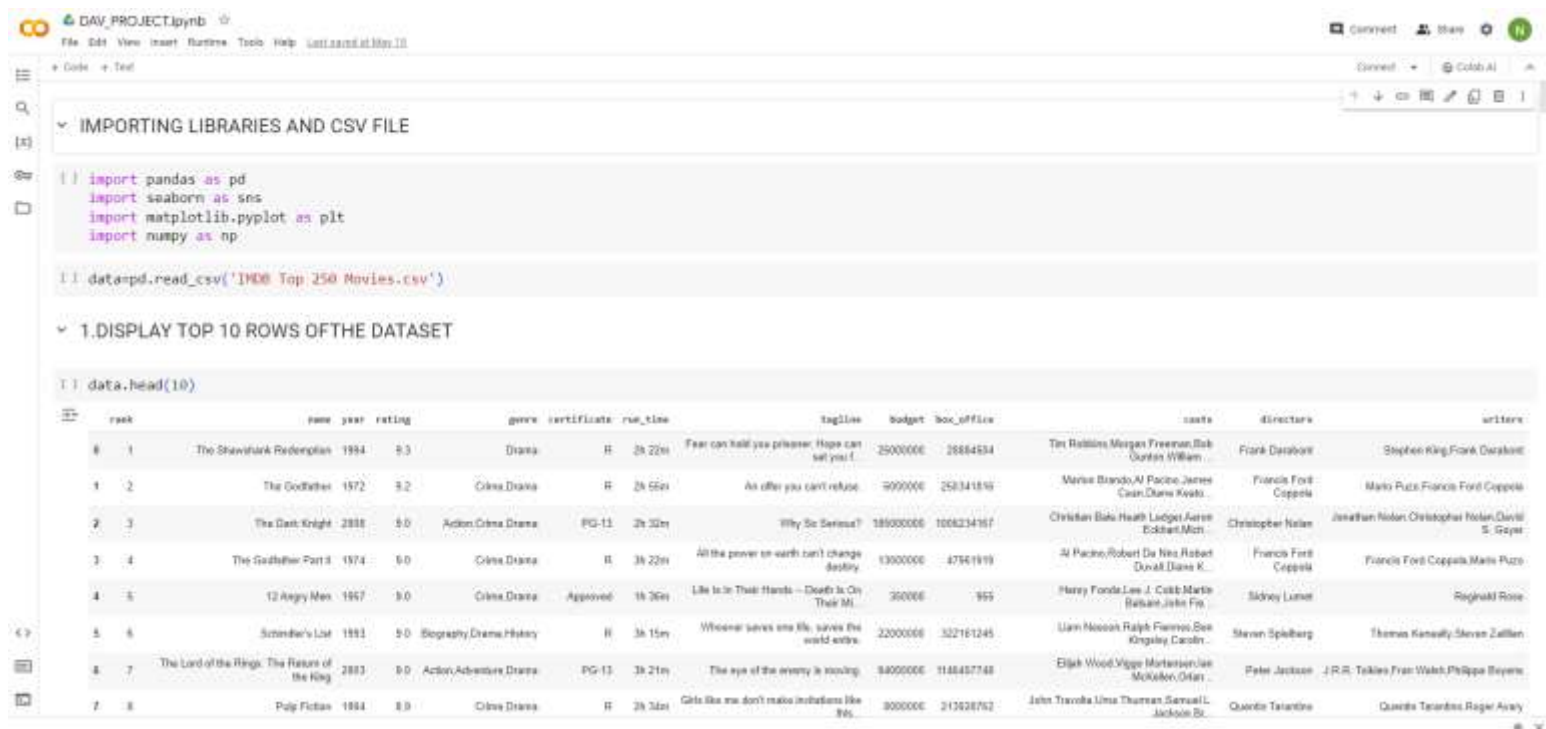 DAV_PROJECT.ipynb
File Edit View Insert Runtime Tools Help Last saved at May 10
Comment Share N
+ Code + Text
Connect Colab AI
IMPORTING LIBRARIES AND CSV FILE
[ ] import pandas as pd
import seaborn as sns
import matplotlib.pyplot as plt
import numpy as np
[ ] data=pd.read_csv('IMDB Top 250 Movies.csv')
1.DISPLAY TOP 10 ROWS OFTHE DATASET
[ ] data.head(10)
rank name year rating genre certificate run_time tagline budget box_office casts directors writers
0 1 The Shawshank Redemption 1994 9.3 Drama R 2h 22m Fear can hold you prisoner. Hope can set you f... 25000000 28884504 Tim Robbins,Morgan Freeman,Bob Gunton,William... Frank Darabont Stephen King,Frank Darabont
1 2 The Godfather 1972 9.2 Crime,Drama R 2h 55m An offer you can't refuse. 6000000 250341816 Marlon Brando,Al Pacino,James Caan,Diane Keato... Francis Ford Coppola Mario Puzo,Francis Ford Coppola
2 3 The Dark Knight 2008 9.0 Action,Crime,Drama PG-13 2h 32m Why So Serious? 185000000 1006234167 Christian Bale,Heath Ledger,Aaron Eckhart,Mich... Christopher Nolan Jonathan Nolan,Christopher Nolan,David S. Goyer
3 4 The Godfather Part II 1974 9.0 Crime,Drama R 3h 22m All the power on earth can't change destiny. 13000000 47961919 Al Pacino,Robert De Niro,Robert Duvall,Diane K... Francis Ford Coppola Francis Ford Coppola,Mario Puzo
4 5 12 Angry Men 1957 9.0 Crime,Drama Approved 1h 36m Life Is In Their Hands -- Death Is On Their Mi... 350000 955 Henry Fonda,Lee J. Cobb,Martin Balsam,John Fie... Sidney Lumet Reginald Rose
5 6 Schindler's List 1993 9.0 Biography,Drama,History R 3h 15m Whoever saves one life, saves the world entire. 22000000 322161245 Liam Neeson,Ralph Fiennes,Ben Kingsley,Carolin... Steven Spielberg Thomas Keneally,Steven Zaillian
6 7 The Lord of the Rings: The Return of the King 2003 9.0 Action,Adventure,Drama PG-13 3h 21m The eye of the enemy is moving. 94000000 1146457748 Elijah Wood,Viggo Mortensen,Ian McKellen,Orlan... Peter Jackson J.R.R. Tolkien,Fran Walsh,Philippa Boyens
7 8 Pulp Fiction 1994 8.9 Crime,Drama R 2h 34m Girls like me don't make invitations like this... 8000000 213928762 John Travolta,Uma Thurman,Samuel L. Jackson,Br... Quentin Tarantino Quentin Tarantino,Roger Avary